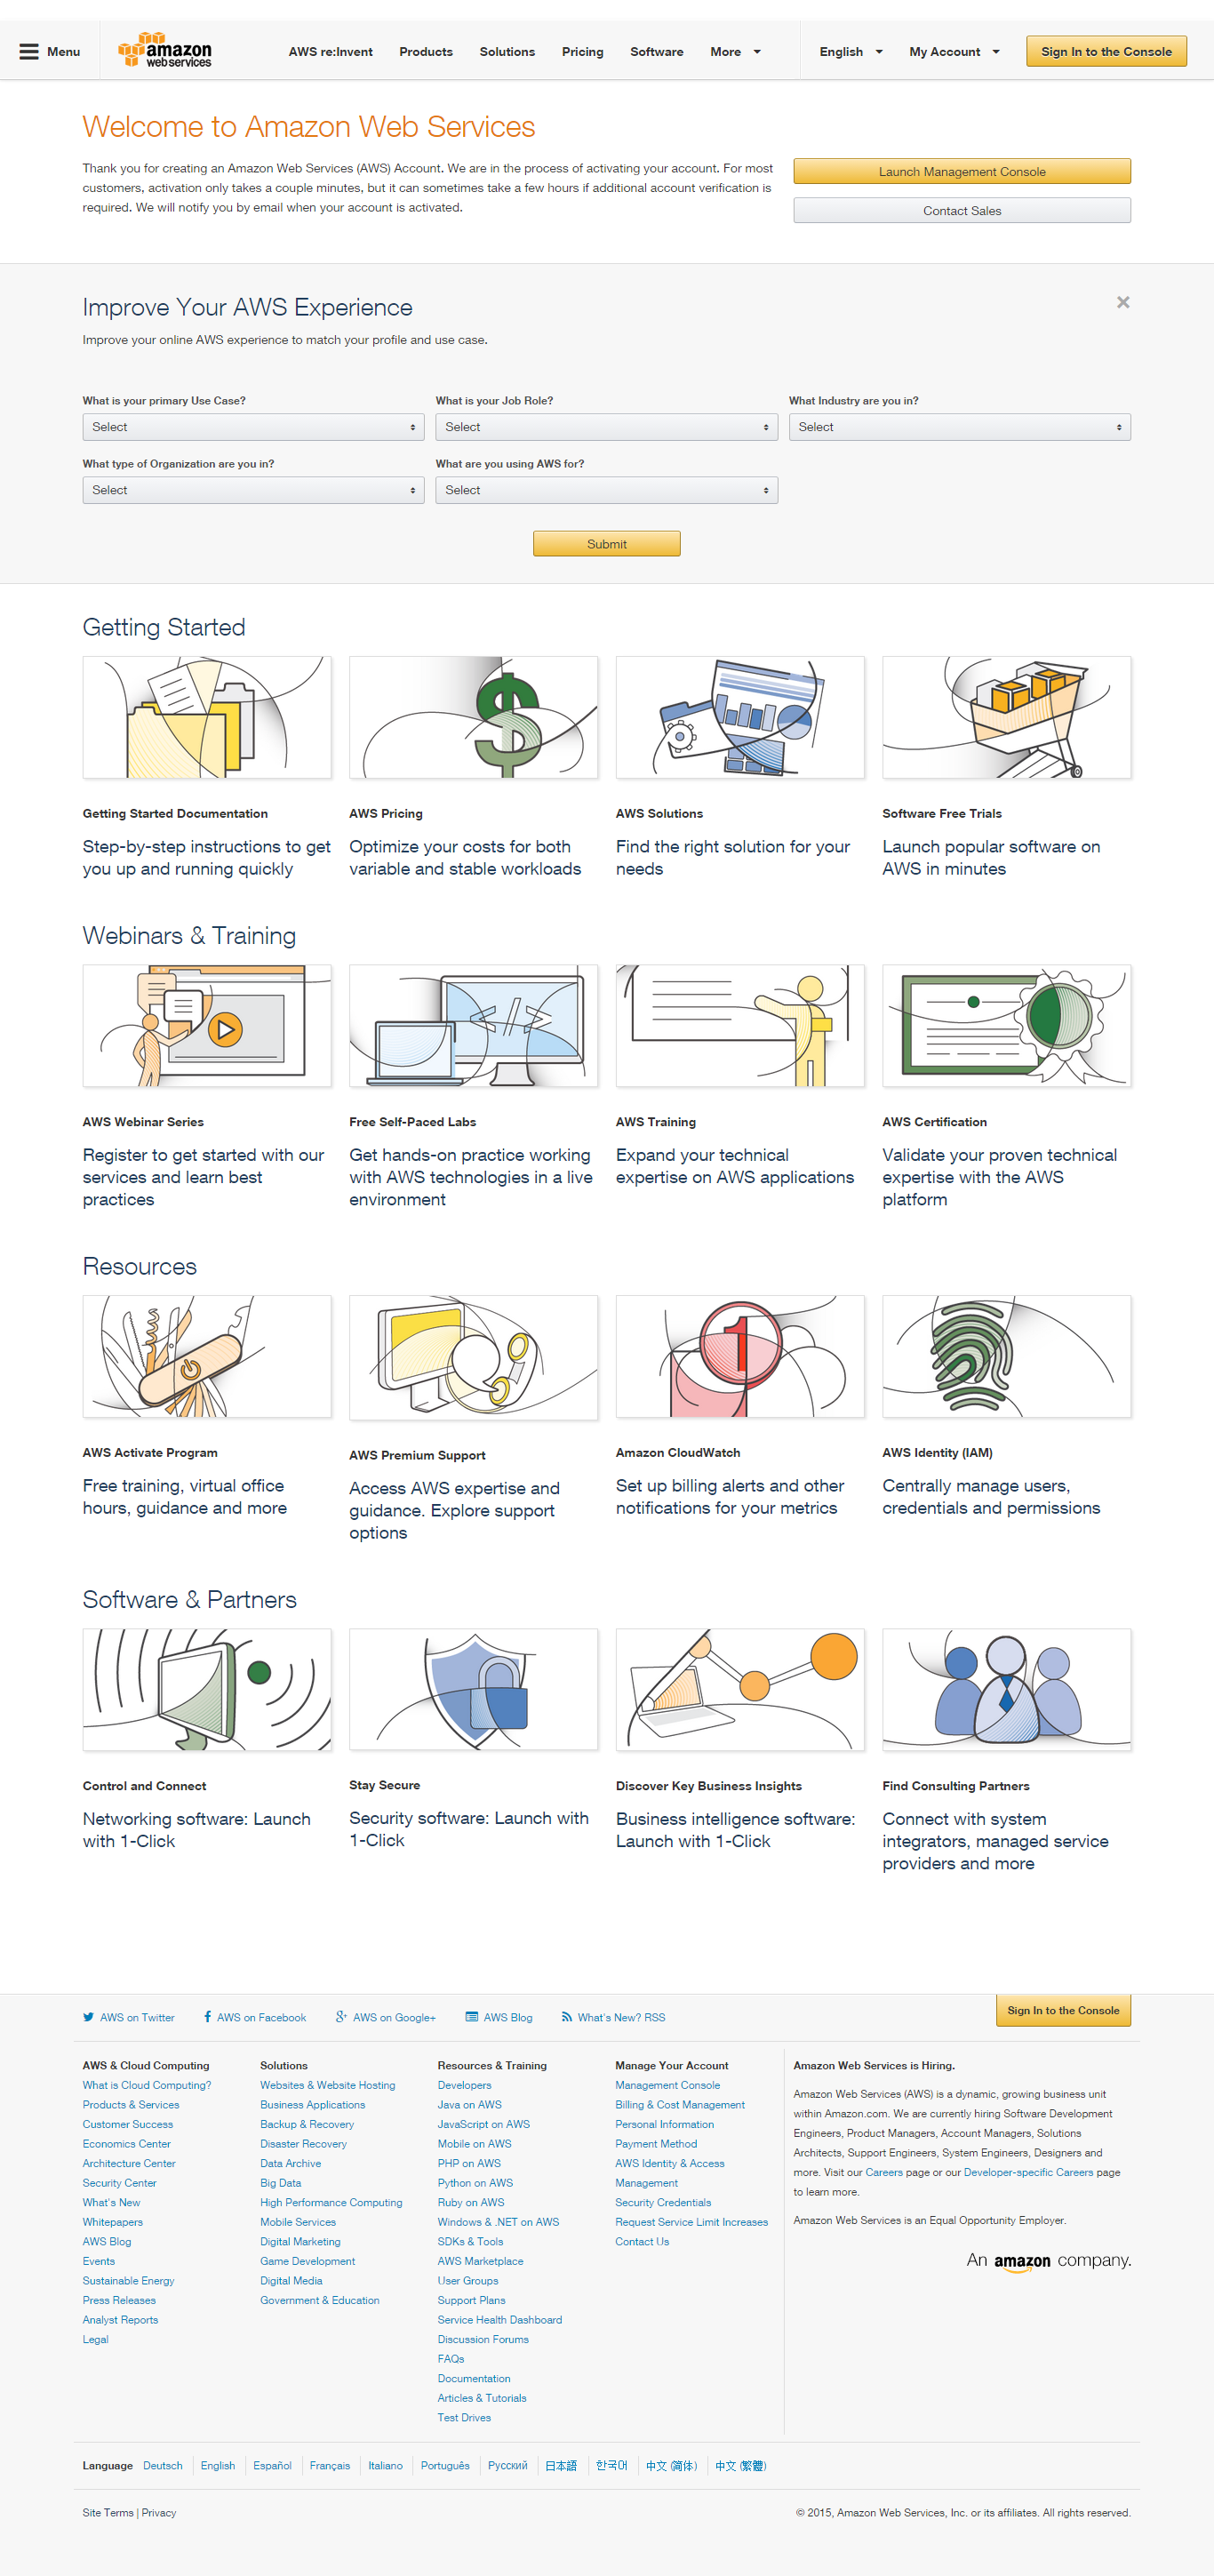 Menu
amazon
webservices
AWS re:Invent
Products
Solutions
Pricing
Software
More
English
My Account
Sign In to the Console
Welcome to Amazon Web Services
Thank you for creating an Amazon Web Services (AWS) Account. We are in the process of activating your account. For most
customers, activation only takes a couple minutes, but it can sometimes take a few hours if additional account verification is
required. We will notify you by email when your account is activated.
Launch Management Console
Contact Sales
Improve Your AWS Experience
Improve your online AWS experience to match your profile and use case.
What is your primary Use Case?
Select
What is your Job Role?
Select
What Industry are you in?
Select
What type of Organization are you in?
Select
What are you using AWS for?
Select
Submit
Getting Started
Getting Started Documentation
Step-by-step instructions to get
you up and running quickly
AWS Pricing
Optimize your costs for both
variable and stable workloads
AWS Solutions
Find the right solution for your
needs
Software Free Trials
Launch popular software on
AWS in minutes
Webinars & Training
AWS Webinar Series
Register to get started with our
services and learn best
practices
Free Self-Paced Labs
Get hands-on practice working
with AWS technologies in a live
environment
AWS Training
Expand your technical
expertise on AWS applications
AWS Certification
Validate your proven technical
expertise with the AWS
platform
Resources
AWS Activate Program
Free training, virtual office
hours, guidance and more
AWS Premium Support
Access AWS expertise and
guidance. Explore support
options
1
Amazon CloudWatch
Set up billing alerts and other
notifications for your metrics
AWS Identity (IAM)
Centrally manage users,
credentials and permissions
Software & Partners
Control and Connect
Networking software: Launch
with 1-Click
Stay Secure
Security software: Launch with
1-Click
Discover Key Business Insights
Business intelligence software:
Launch with 1-Click
Find Consulting Partners
Connect with system
integrators, managed service
providers and more
AWS on Twitter
AWS on Facebook
AWS on Google+
AWS Blog
What's New? RSS
Sign In to the Console
AWS & Cloud Computing
What is Cloud Computing?
Products & Services
Customer Success
Economics Center
Architecture Center
Security Center
What's New
Whitepapers
AWS Blog
Events
Sustainable Energy
Press Releases
Analyst Reports
Legal
Solutions
Websites & Website Hosting
Business Applications
Backup & Recovery
Disaster Recovery
Data Archive
Big Data
High Performance Computing
Mobile Services
Digital Marketing
Game Development
Digital Media
Government & Education
Resources & Training
Developers
Java on AWS
JavaScript on AWS
Mobile on AWS
PHP on AWS
Python on AWS
Ruby on AWS
Windows & .NET on AWS
SDKs & Tools
AWS Marketplace
User Groups
Support Plans
Service Health Dashboard
Discussion Forums
FAQs
Documentation
Articles & Tutorials
Test Drives
Manage Your Account
Management Console
Billing & Cost Management
Personal Information
Payment Method
AWS Identity & Access
Management
Security Credentials
Request Service Limit Increases
Contact Us
Amazon Web Services is Hiring.
Amazon Web Services (AWS) is a dynamic, growing business unit
within Amazon.com. We are currently hiring Software Development
Engineers, Product Managers, Account Managers, Solutions
Architects, Support Engineers, System Engineers, Designers and
more. Visit our Careers page or our Developer-specific Careers page
to learn more.
Amazon Web Services is an Equal Opportunity Employer.
An amazon company.
Language
Deutsch
English
Español
Français
Italiano
Português
Русский
日本語
한국어
中文 (简体)
中文 (繁體)
Site Terms | Privacy
© 2015, Amazon Web Services, Inc. or its affiliates. All rights reserved.